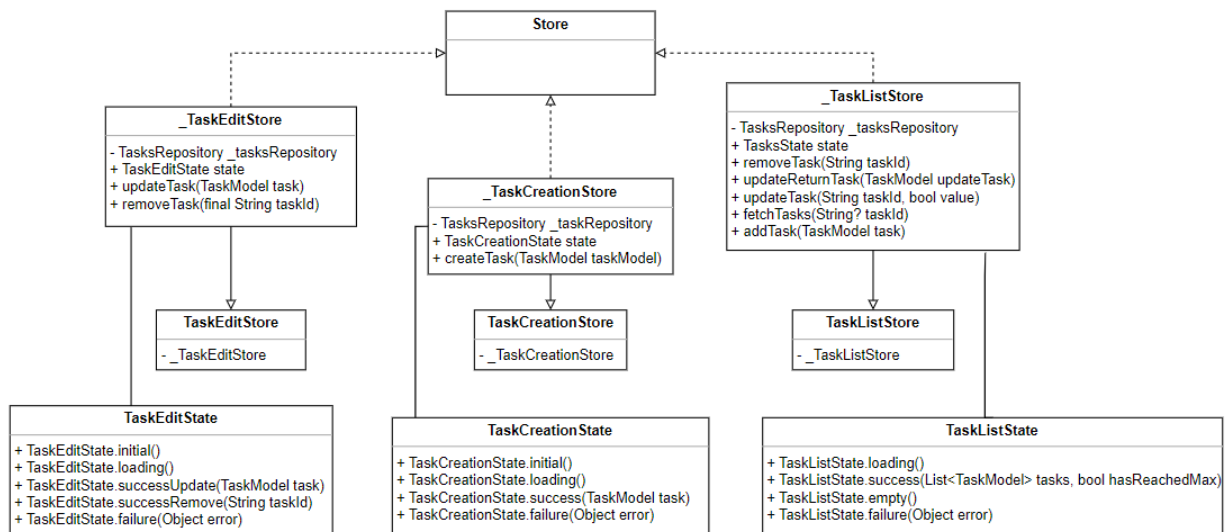 Store
_TaskEditStore
- TasksRepository _tasksRepository
+ TaskEditState state
+ updateTask(TaskModel task)
+ removeTask(final String taskId)
_TaskCreationStore
- TasksRepository _taskRepository
+ TaskCreationState state
+ createTask(TaskModel taskModel)
_TaskListStore
- TasksRepository _tasksRepository
+ TasksState state
+ removeTask(String taskId)
+ updateReturnTask(TaskModel updateTask)
+ updateTask(String taskId, bool value)
+ fetchTasks(String? taskId)
+ addTask(TaskModel task)
TaskEditStore
- _TaskEditStore
TaskCreationStore
- _TaskCreationStore
TaskListStore
- _TaskListStore
TaskEditState
+ TaskEditState.initial()
+ TaskEditState.loading()
+ TaskEditState.successUpdate(TaskModel task)
+ TaskEditState.successRemove(String taskId)
+ TaskEditState.failure(Object error)
TaskCreationState
+ TaskCreationState.initial()
+ TaskCreationState.loading()
+ TaskCreationState.success(TaskModel task)
+ TaskCreationState.failure(Object error)
TaskListState
+ TaskListState.loading()
+ TaskListState.success(List<TaskModel> tasks, bool hasReachedMax)
+ TaskListState.empty()
+ TaskListState.failure(Object error)